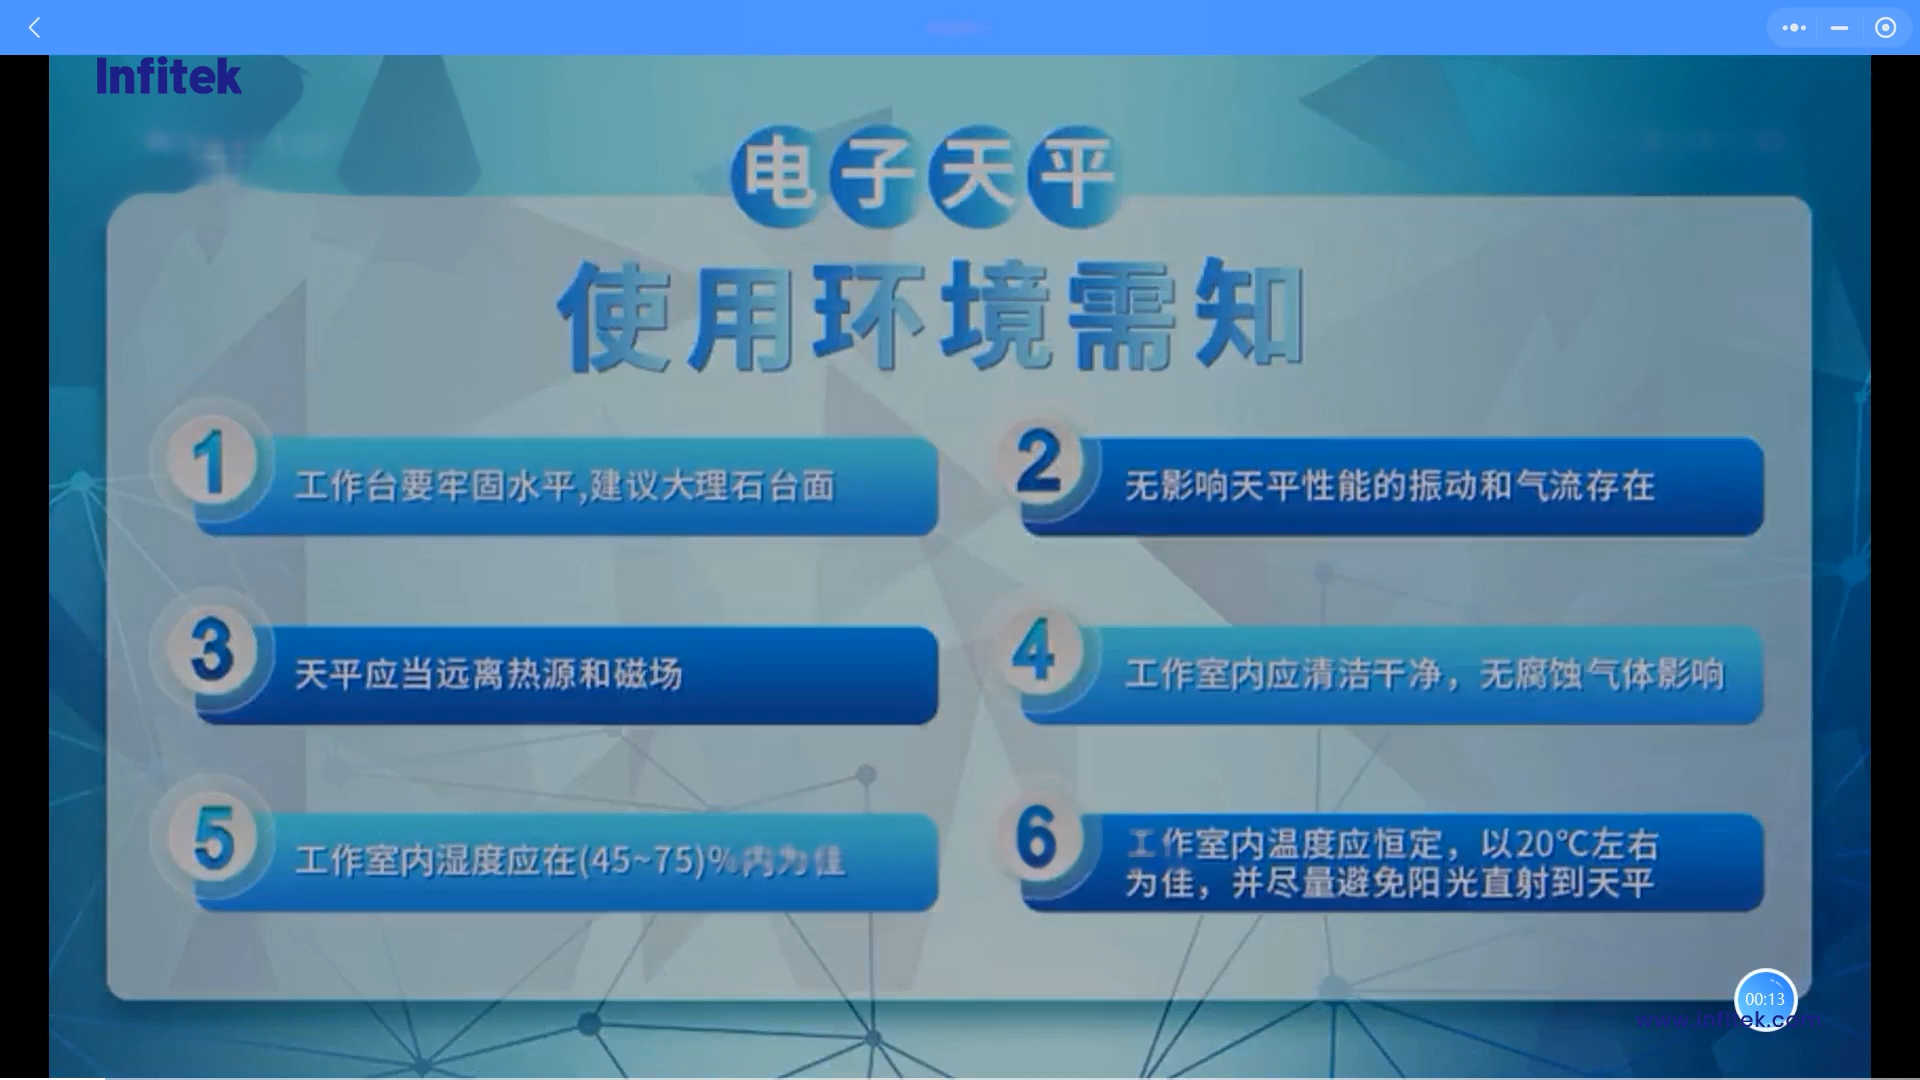 Infitek
电子天平
使用环境需知
1
工作台要牢固水平,建议大理石台面
2
无影响天平性能的振动和气流存在
3
天平应当远离热源和磁场
4
工作室内应清洁干净，无腐蚀气体影响
5
工作室内湿度应在(45~75)%内为佳
6
工作室内温度应恒定，以20℃左右
为佳，并尽量避免阳光直射到天平
00:13
www.infitek.com